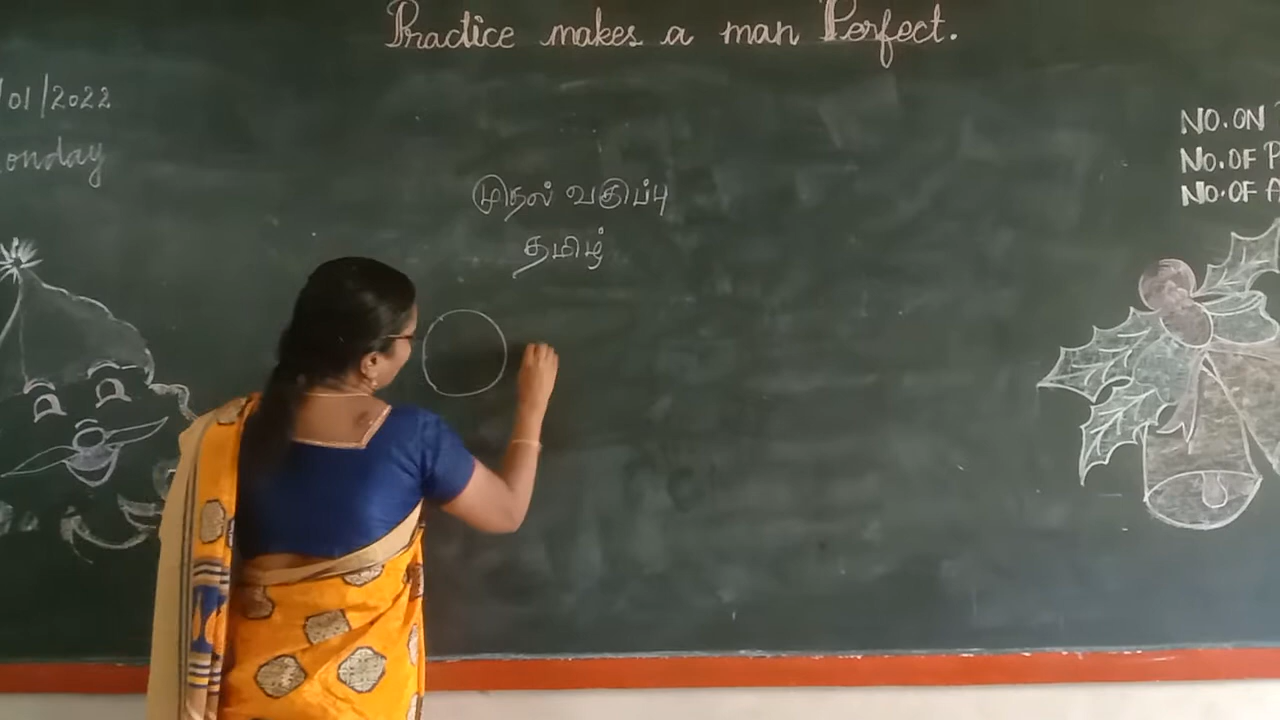 Practice makes a man Perfect.
/01/2022
onday
முதல் வகுப்பு
தமிழ்
NO. ON
NO. OF P
NO. OF A